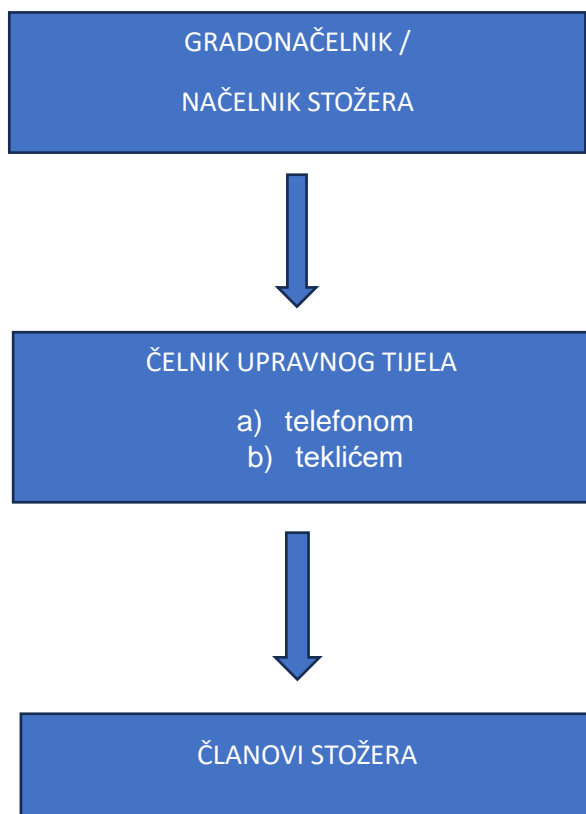 GRADONAČELNIK /
NAČELNIK STOŽERA
ČELNIK UPRAVNOG TIJELA
a) telefonom
b) teklićem
ČLANOVI STOŽERA